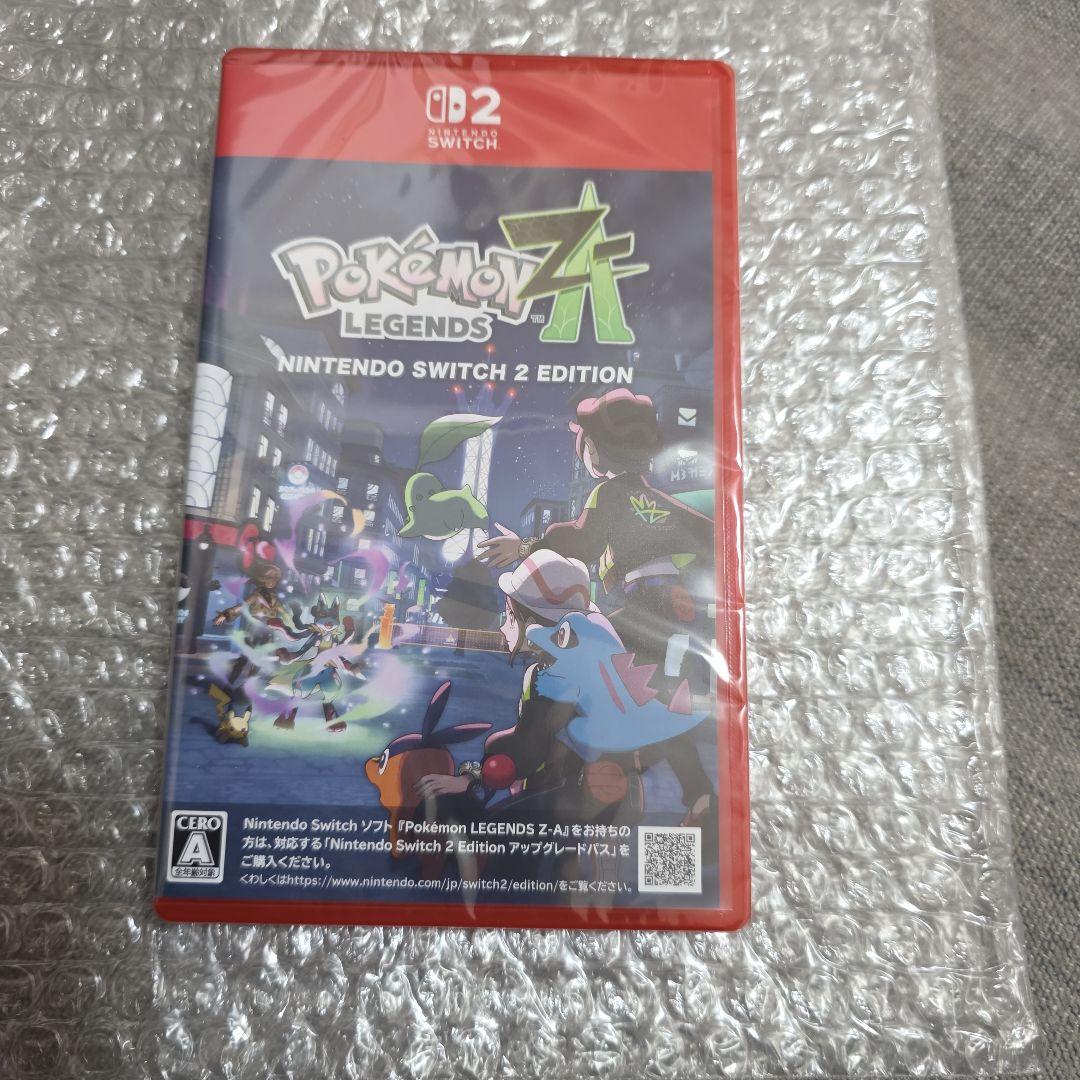 2
NINTENDO
SWITCH
POKéMON
Z-A
LEGENDS
TM
NINTENDO SWITCH 2 EDITION
CERO
A
全年齢対象
Nintendo Switch ソフト『Pokémon LEGENDS Z-A』をお持ちの
方は、対応する「Nintendo Switch 2 Edition アップグレードパス」を
ご購入ください。
くわしくはhttps://www.nintendo.com/jp/switch2/edition/をご覧ください。